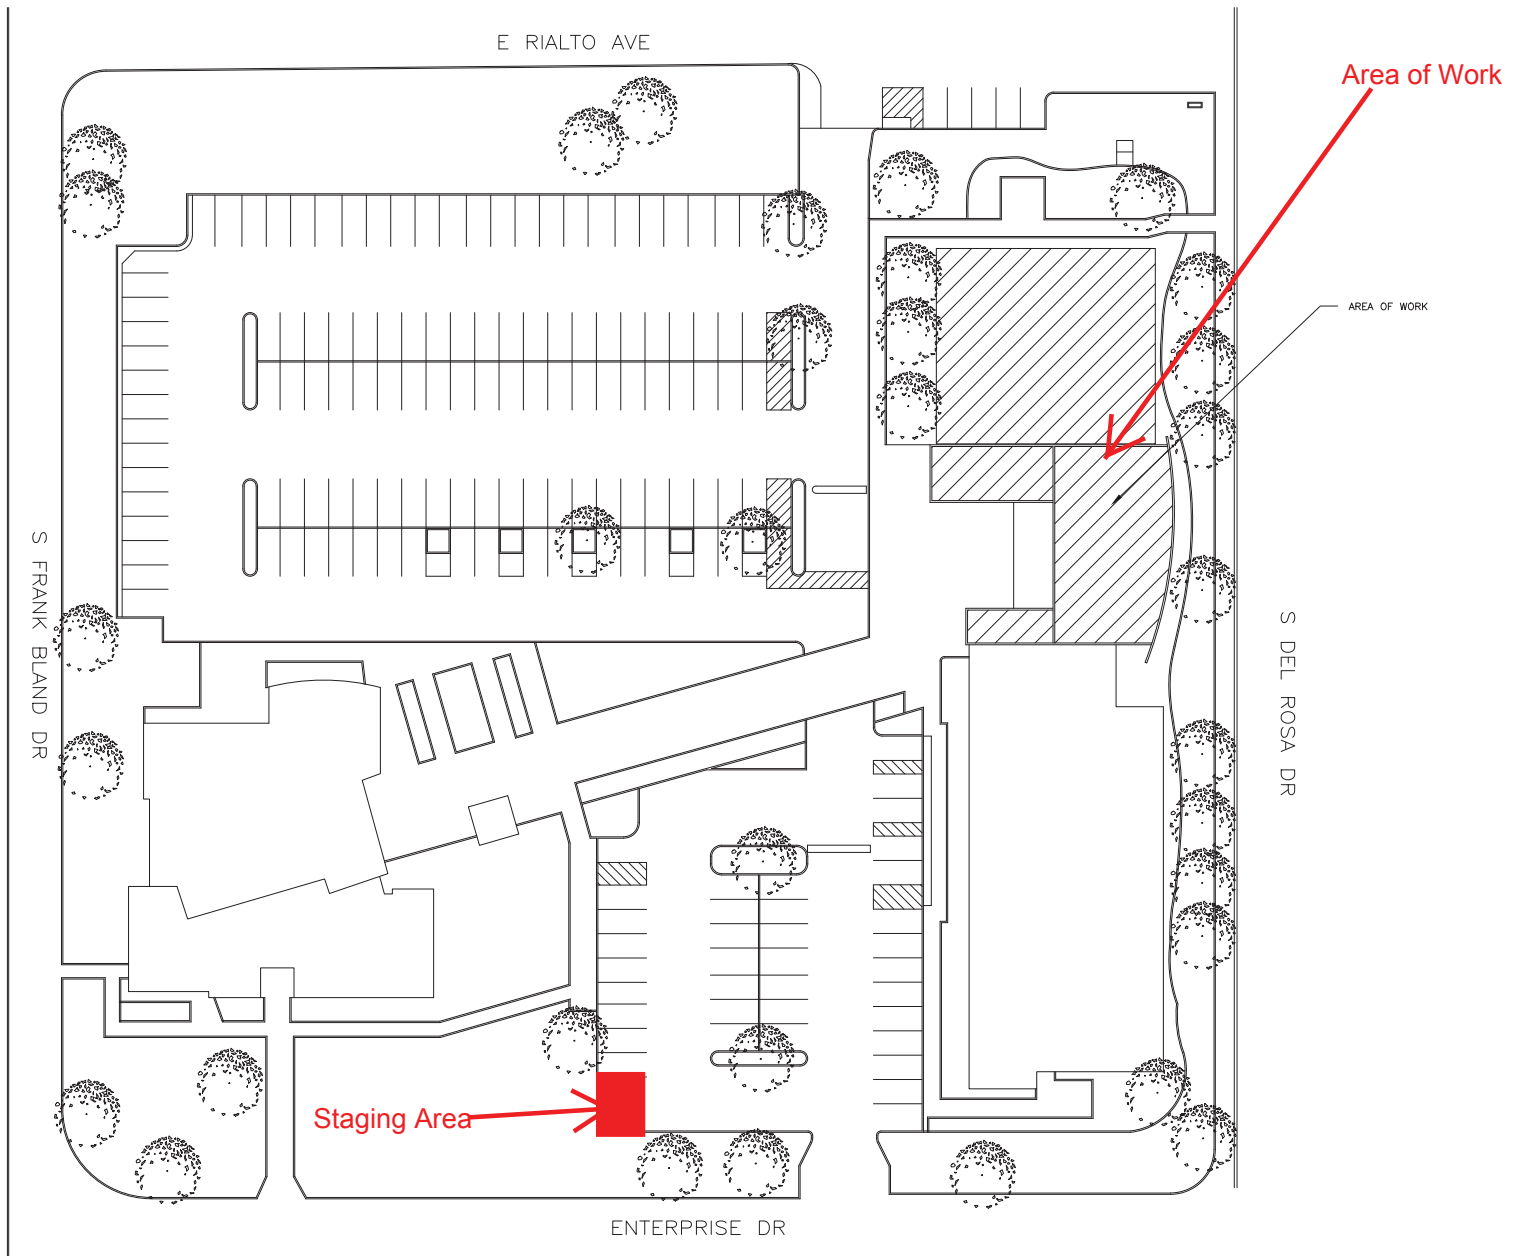 E RIALTO AVE
Area of Work
AREA OF WORK
S FRANK BLAND DR
S DEL ROSA DR
Staging Area
ENTERPRISE DR